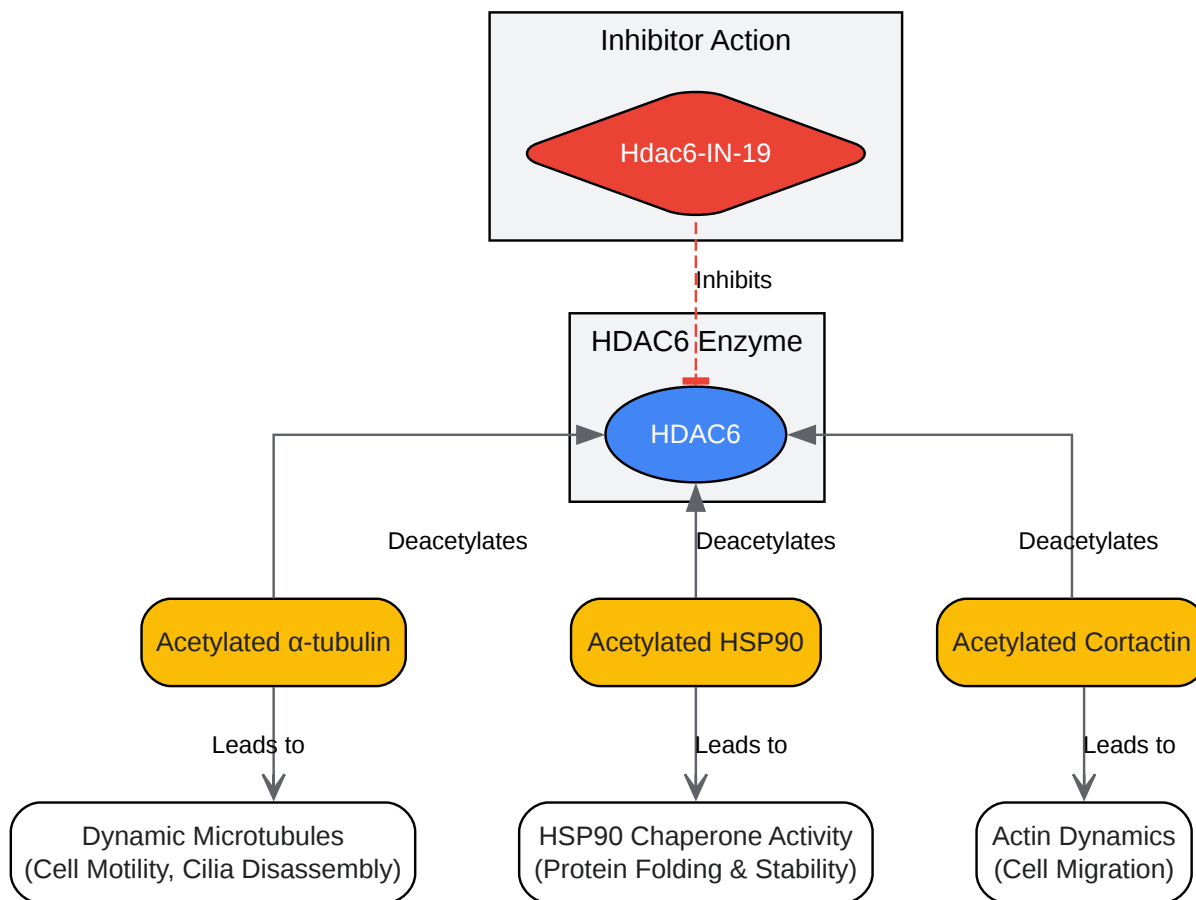 Inhibitor Action
Hdac6-IN-19
Inhibits
HDAC6 Enzyme
HDAC6
Deacetylates
Deacetylates
Deacetylates
Acetylated α-tubulin
Acetylated HSP90
Acetylated Cortactin
Leads to
Leads to
Leads to
Dynamic Microtubules
(Cell Motility, Cilia Disassembly)
HSP90 Chaperone Activity
(Protein Folding & Stability)
Actin Dynamics
(Cell Migration)